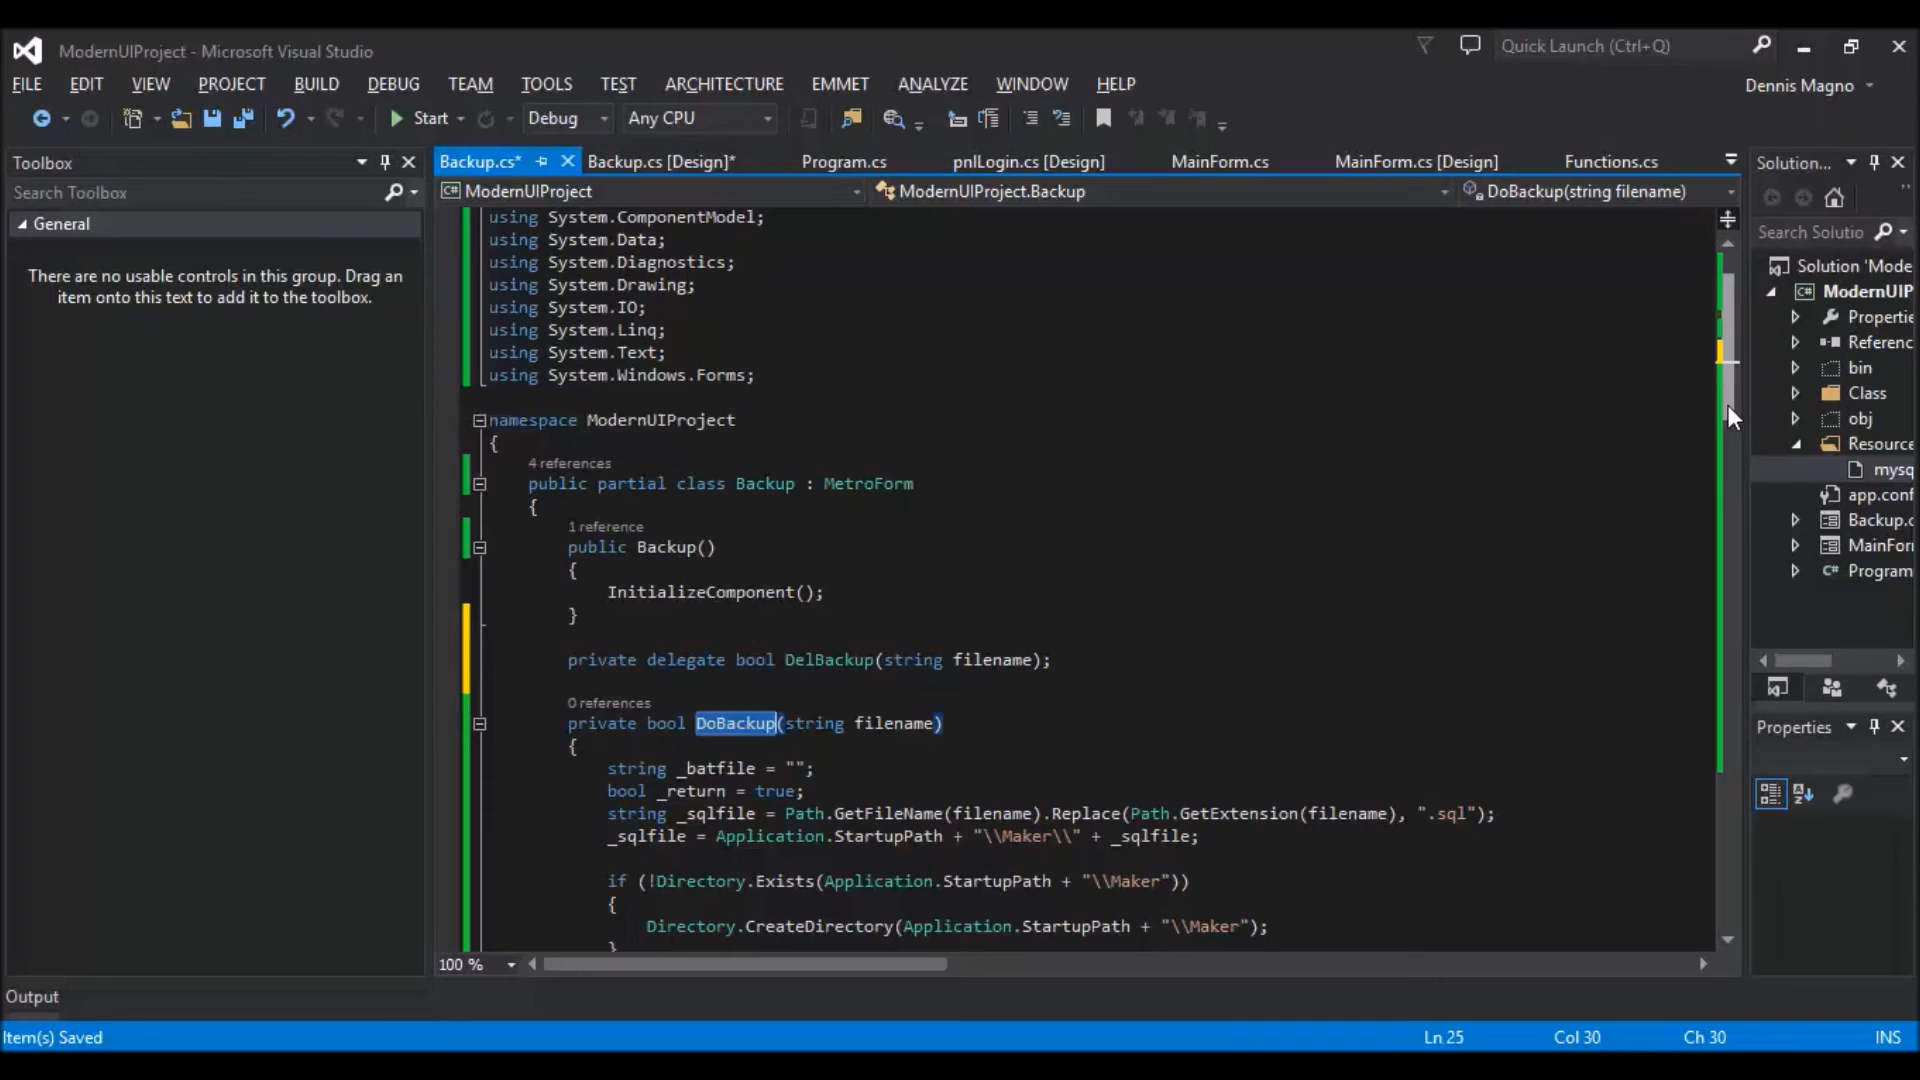 ModernUIProject - Microsoft Visual Studio
Quick Launch (Ctrl+Q)
FILE EDIT VIEW PROJECT BUILD DEBUG TEAM TOOLS TEST ARCHITECTURE EMMET ANALYZE WINDOW HELP
Dennis Magno
Start Debug Any CPU
Toolbox
Search Toolbox
General
There are no usable controls in this group. Drag an
item onto this text to add it to the toolbox.
Backup.cs* Backup.cs [Design]* Program.cs pnlLogin.cs [Design] MainForm.cs MainForm.cs [Design] Functions.cs
ModernUIProject ModernUIProject.Backup DoBackup(string filename)
using System.ComponentModel;
using System.Data;
using System.Diagnostics;
using System.Drawing;
using System.IO;
using System.Linq;
using System.Text;
using System.Windows.Forms;
namespace ModernUIProject
{
4 references
public partial class Backup : MetroForm
{
1 reference
public Backup()
{
InitializeComponent();
}
private delegate bool DelBackup(string filename);
0 references
private bool DoBackup(string filename)
{
string _batfile = "";
bool _return = true;
string _sqlfile = Path.GetFileName(filename).Replace(Path.GetExtension(filename), ".sql");
_sqlfile = Application.StartupPath + "\\Maker\\" + _sqlfile;
if (!Directory.Exists(Application.StartupPath + "\\Maker"))
{
Directory.CreateDirectory(Application.StartupPath + "\\Maker");
}
100 %
Solution...
Search Solutio
Solution 'Mode
C# ModernUIP
Propertie
Referenc
bin
Class
obj
Resource
mysq
app.conf
Backup.c
MainFor
C# Program
Properties
Output
Item(s) Saved
Ln 25 Col 30 Ch 30 INS